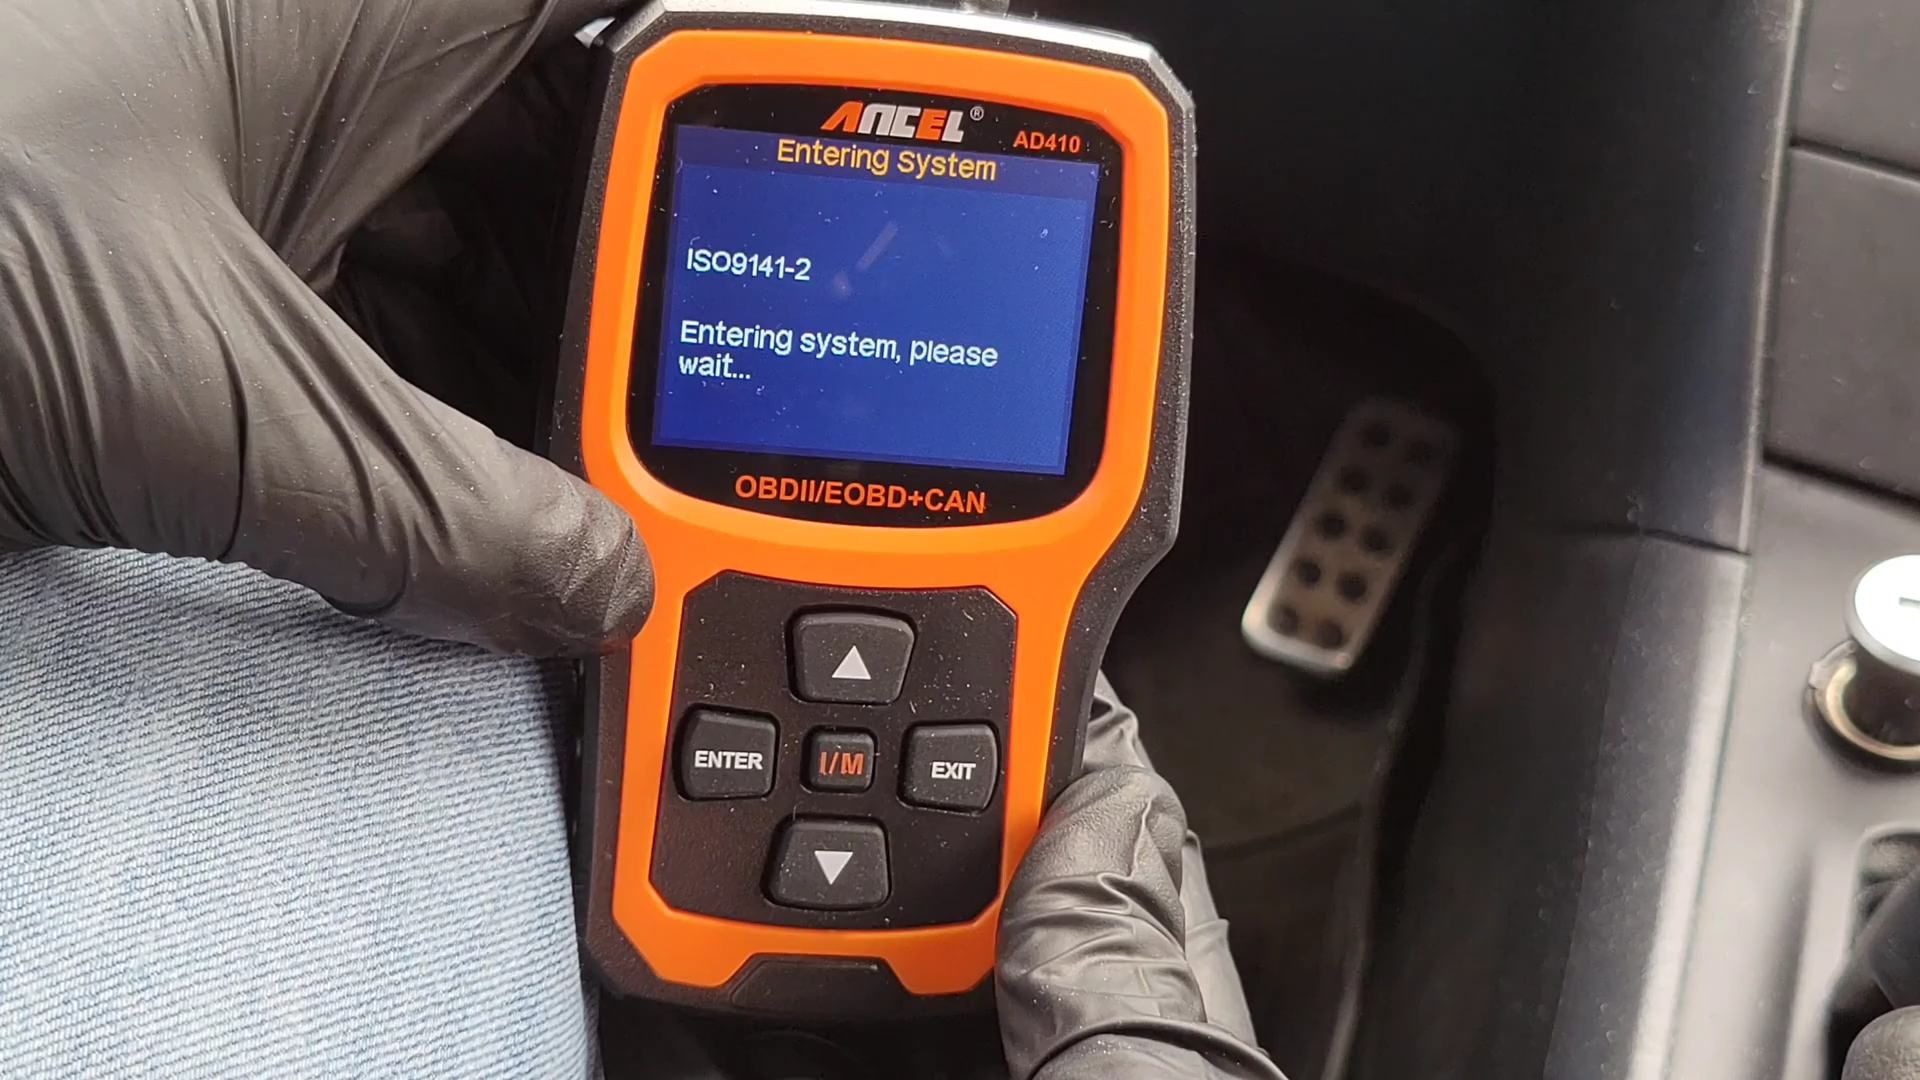 ANCEL®
AD410
Entering System
ISO9141-2
Entering system, please
wait...
OBDII/EOBD+CAN
ENTER
I/M
EXIT